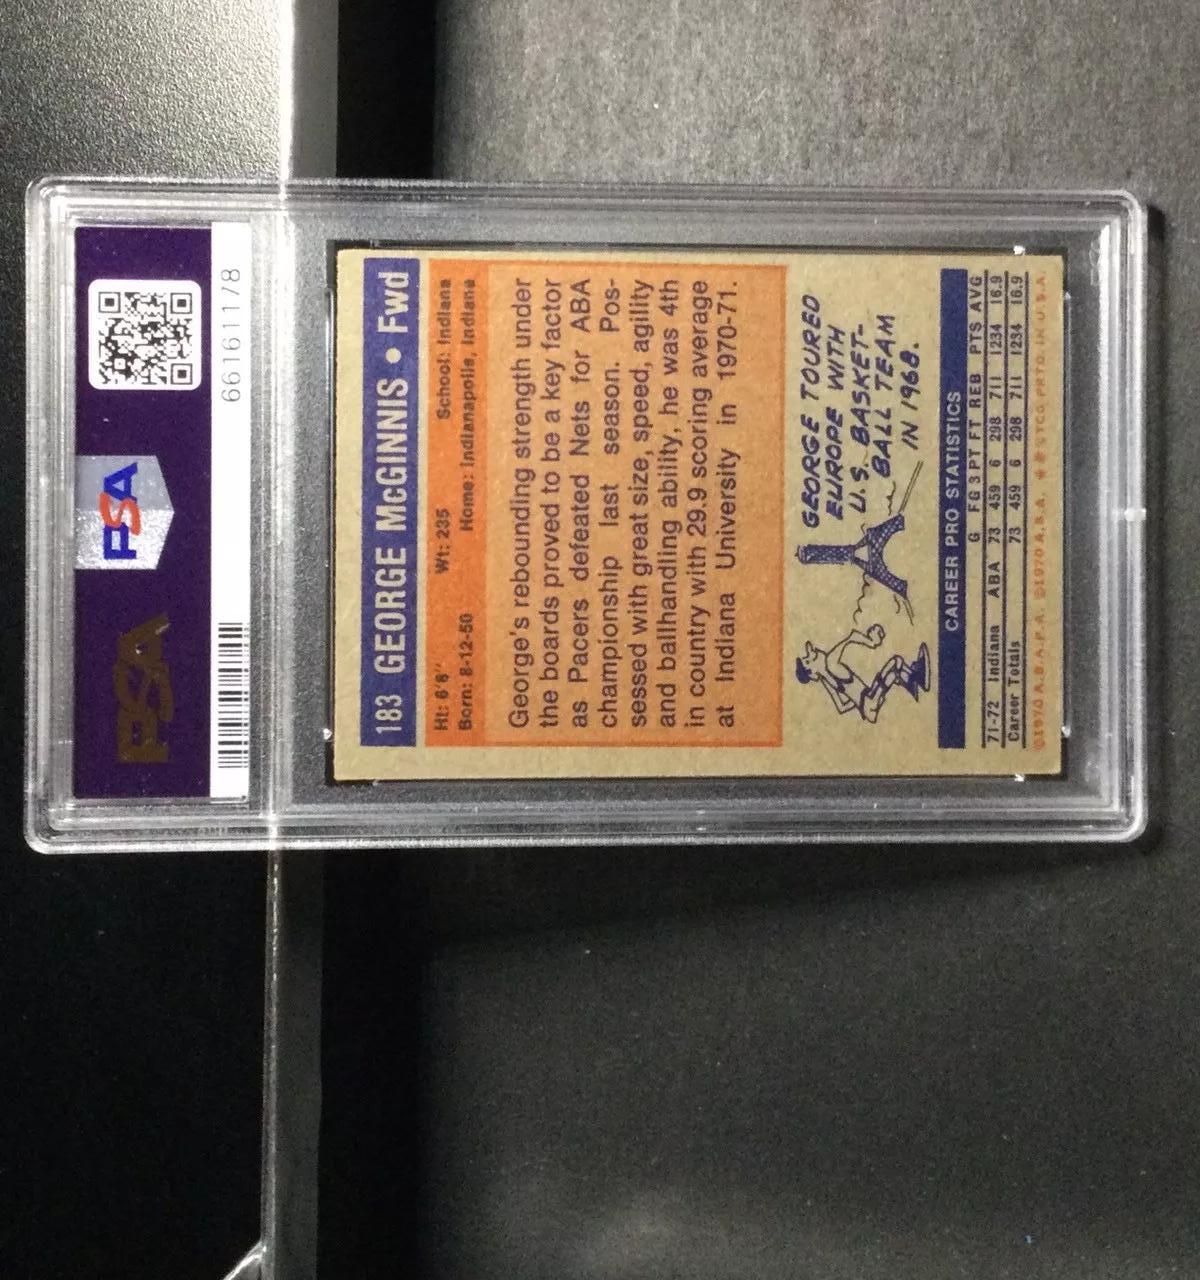 PSA
PSA
66161178
183 GEORGE McGINNIS • Fwd
Ht: 6'8" Wt: 235 School: Indiana
Born: 8-12-50 Home: Indianapolis, Indiana
George's rebounding strength under
the boards proved to be a key factor
as Pacers defeated Nets for ABA
championship last season. Pos-
sessed with great size, speed, agility
and ballhandling ability, he was 4th
in country with 29.9 scoring average
at Indiana University in 1970-71.
GEORGE TOURED
EUROPE WITH
U.S. BASKET-
BALL TEAM
IN 1968.
CAREER PRO STATISTICS
G FG 3PT FT REB PTS AVG
71-72 Indiana ABA 73 459 6 298 711 1234 16.9
Career Totals 73 459 6 298 711 1234 16.9
©1970 A.B.A.P.A. ©1970 A.B.A. ** ©TCG PRTD. IN U.S.A.